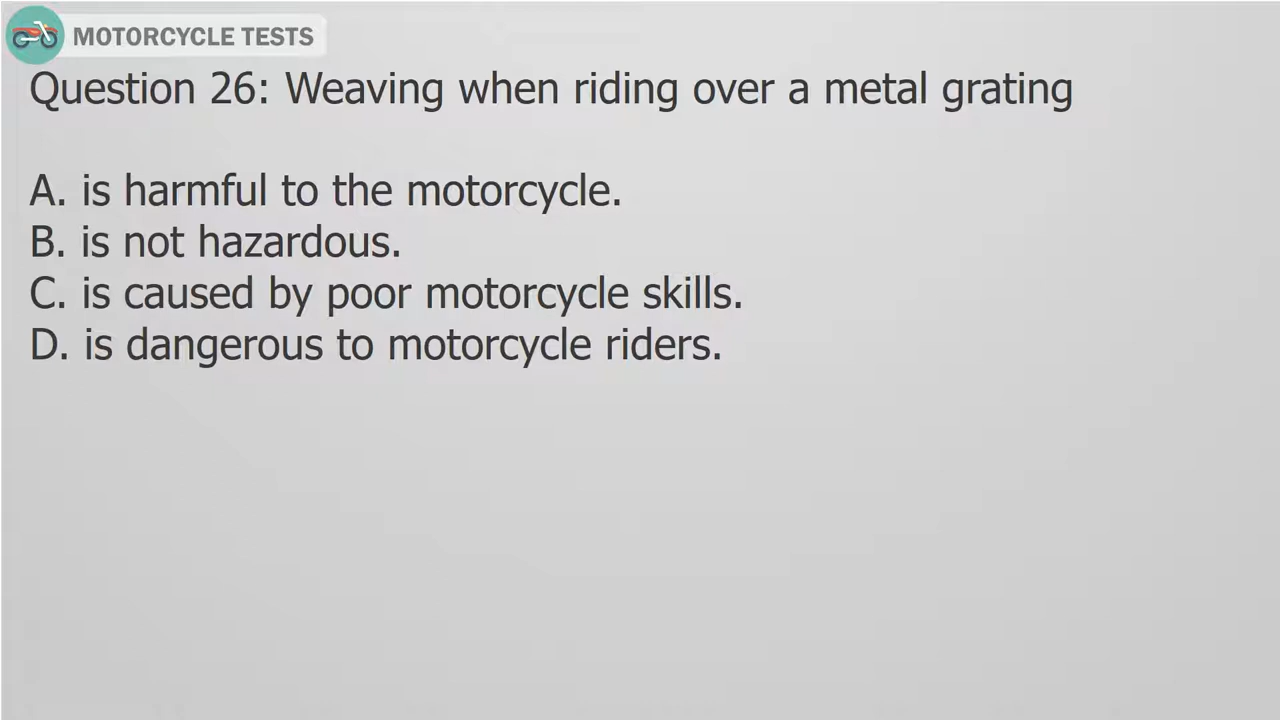 MOTORCYCLE TESTS
Question 26: Weaving when riding over a metal grating
A. is harmful to the motorcycle.
B. is not hazardous.
C. is caused by poor motorcycle skills.
D. is dangerous to motorcycle riders.